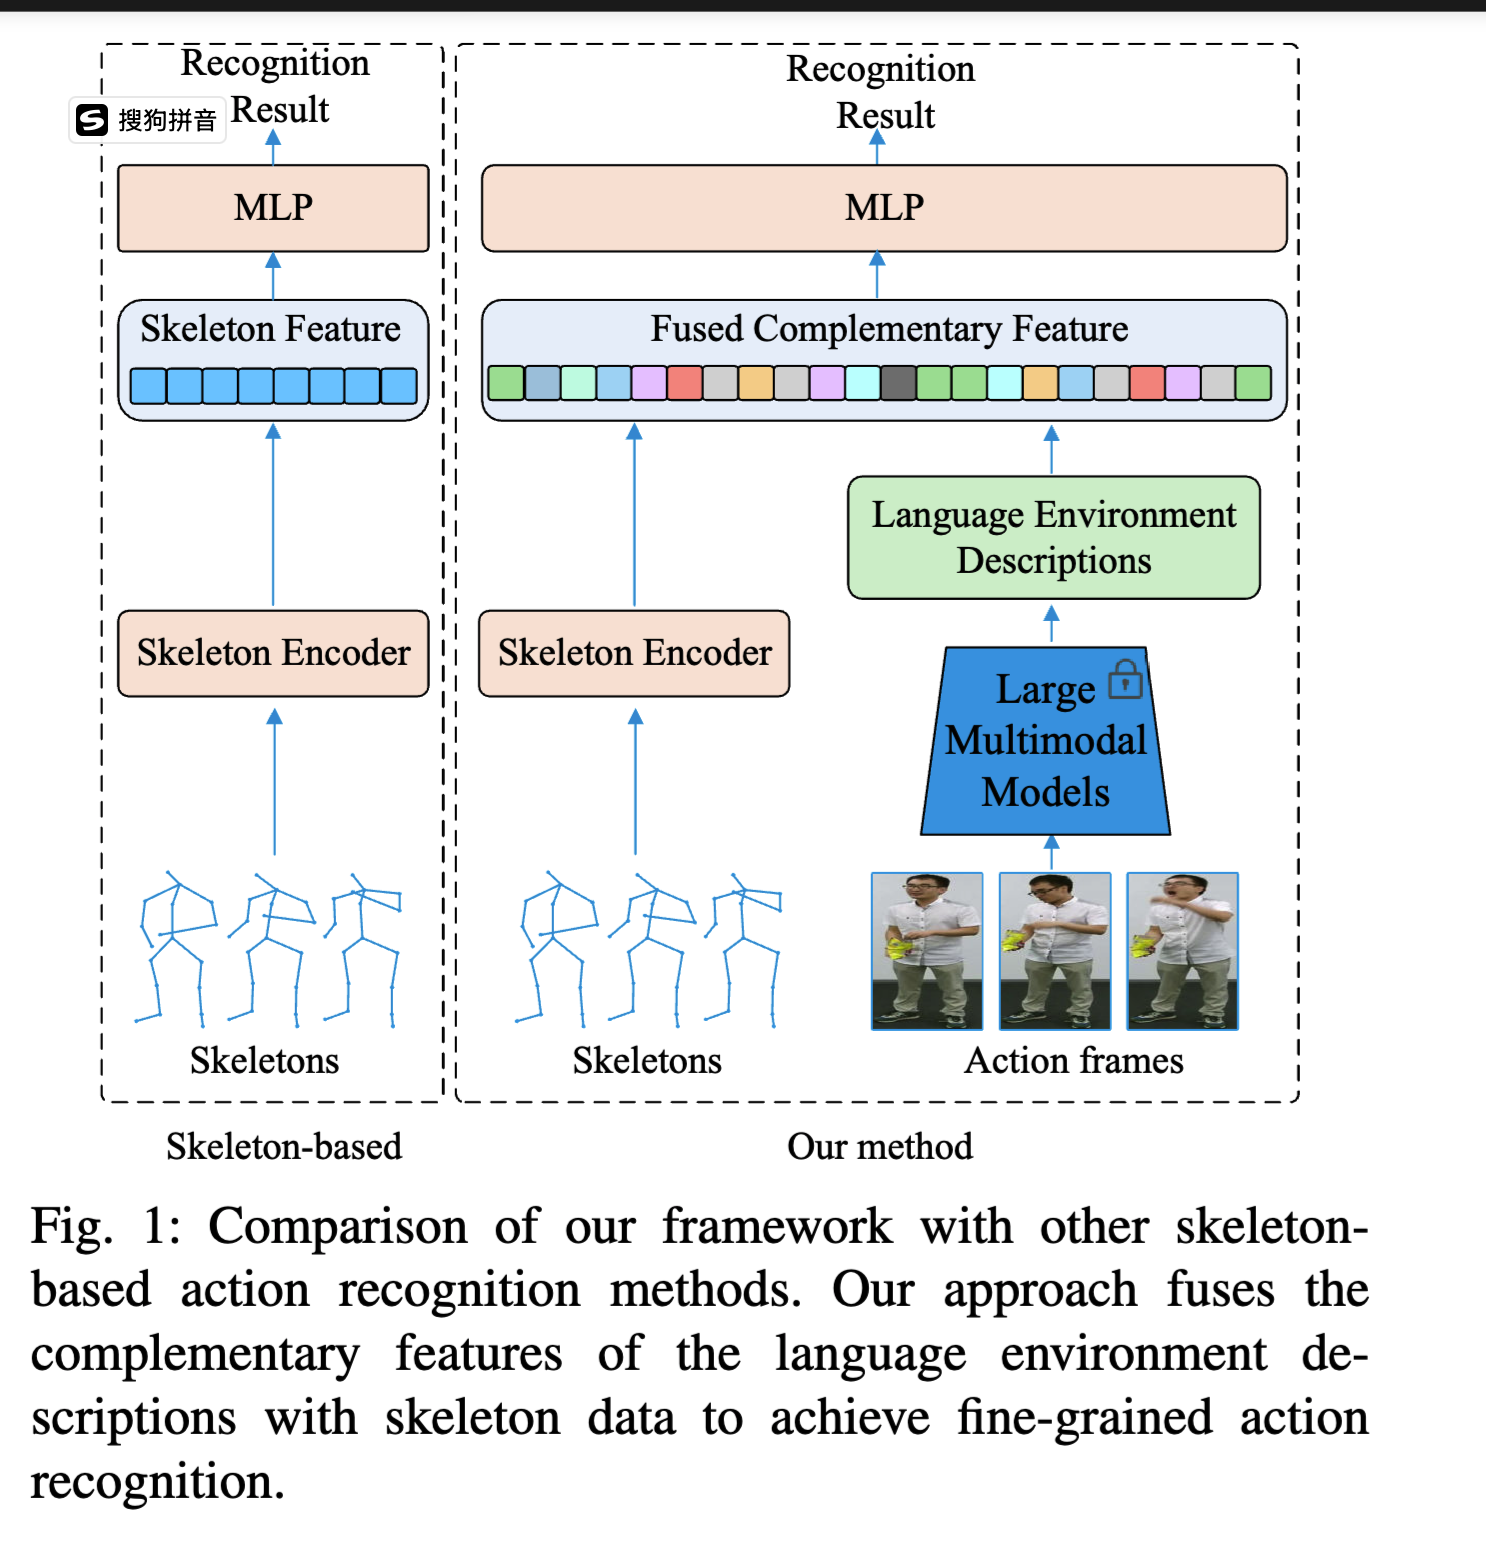 Recognition
Result
搜狗拼音
MLP
Skeleton Feature
Skeleton Encoder
Skeletons
Skeleton-based
Recognition
Result
MLP
Fused Complementary Feature
Language Environment
Descriptions
Skeleton Encoder
Large
Multimodal
Models
Skeletons
Action frames
Our method
Fig. 1: Comparison of our framework with other skeleton-
based action recognition methods. Our approach fuses the
complementary features of the language environment de-
scriptions with skeleton data to achieve fine-grained action
recognition.